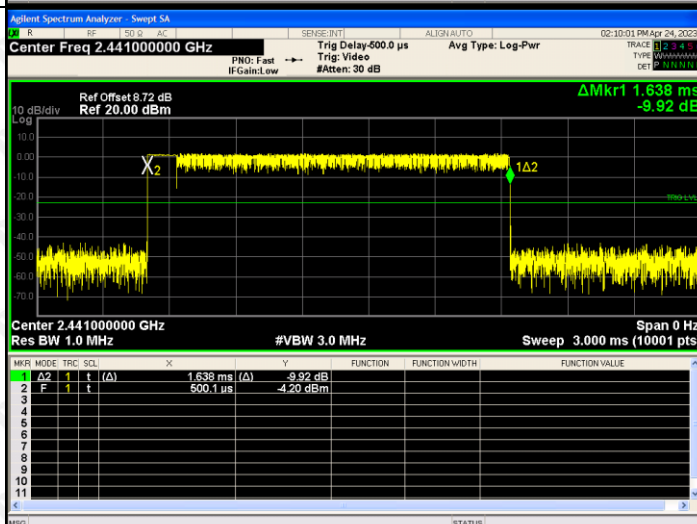 Agilent Spectrum Analyzer - Swept SA
R RF 50 Ω AC SENSE:INT ALIGN AUTO 02:10:01 PM Apr 24, 2023
Center Freq 2.441000000 GHz
PNO: Fast
IFGain:Low
Trig Delay-500.0 µs
Trig: Video
#Atten: 30 dB
Avg Type: Log-Pwr
TRACE 1 2 3 4 5
TYPE
DET P N N N N
ΔMkr1 1.638 ms
-9.92 dB
Ref Offset 8.72 dB
10 dB/div Ref 20.00 dBm
Log
10.0
0.00
-10.0
-20.0
-30.0
-40.0
-50.0
-60.0
-70.0
X2
1Δ2
TRIG LVL
Center 2.441000000 GHz Span 0 Hz
Res BW 1.0 MHz #VBW 3.0 MHz Sweep 3.000 ms (10001 pts
MKR MODE TRC SCL X Y FUNCTION FUNCTION WIDTH FUNCTION VALUE
1 Δ2 1 t (Δ) 1.638 ms (Δ) -9.92 dB
2 F 1 t 500.1 µs -4.20 dBm
3
4
5
6
7
8
9
10
11
MSG STATUS